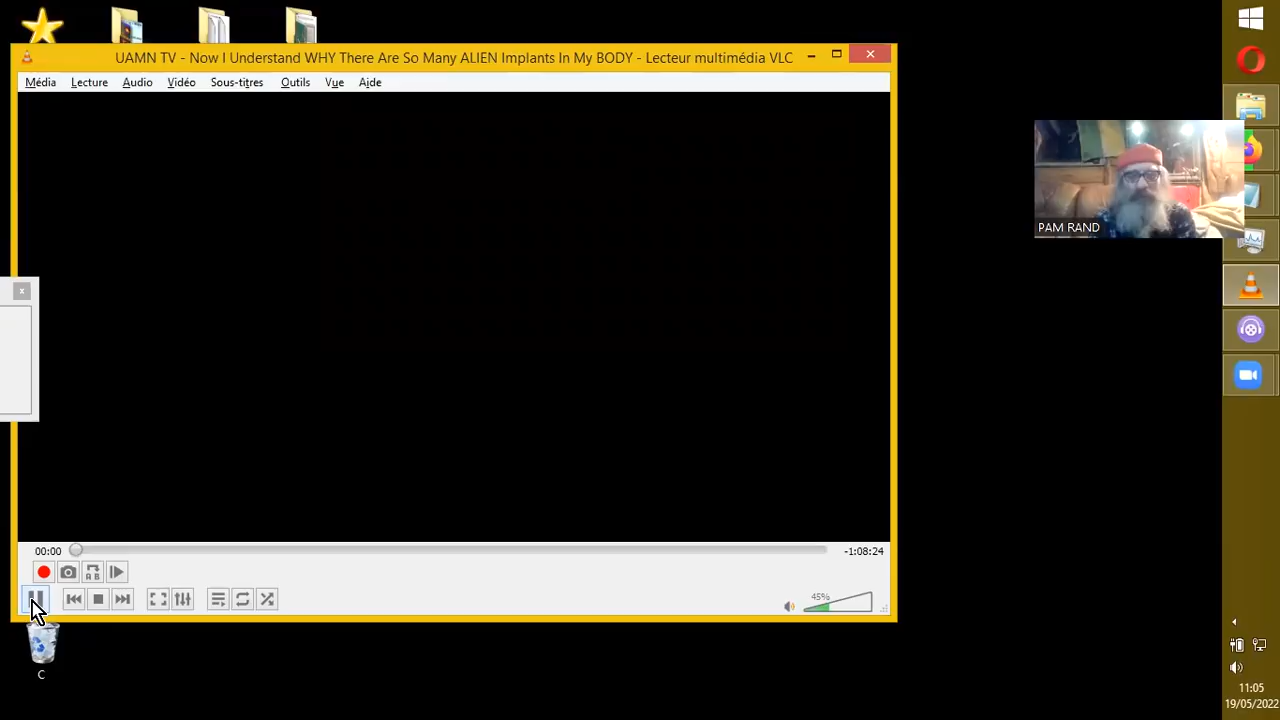 UAMN TV - Now I Understand WHY There Are So Many ALIEN Implants In My BODY - Lecteur multimédia VLC
Média Lecture Audio Vidéo Sous-titres Outils Vue Aide
PAM RAND
00:00 -1:08:24
A B
45%
C
11:05
19/05/2022